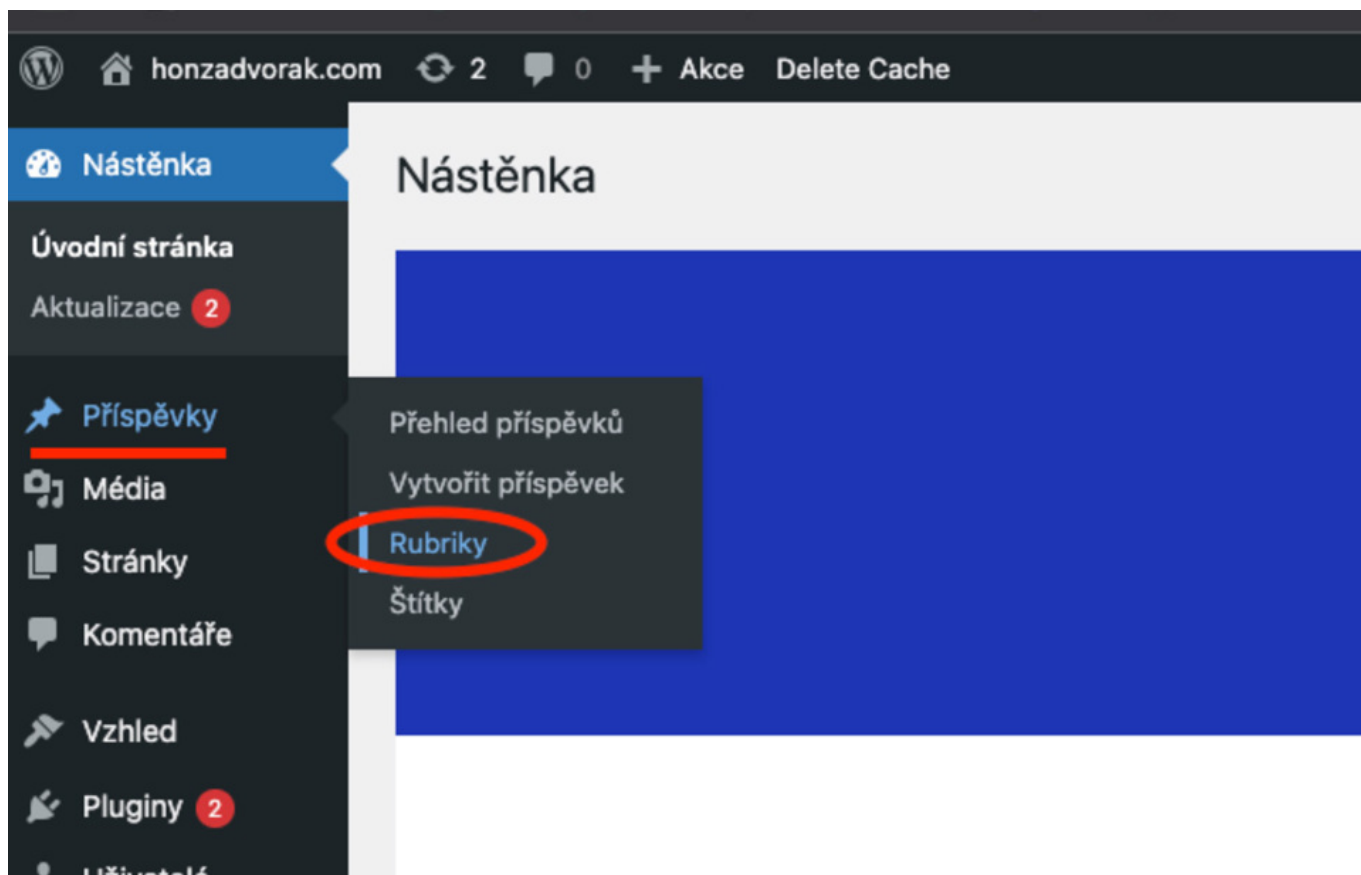 honzadvorak.com 2 0 + Akce Delete Cache
Nástěnka
Nástěnka
Úvodní stránka
Aktualizace 2
Příspěvky
Přehled příspěvků
Vytvořit příspěvek
Rubriky
Štítky
Média
Stránky
Komentáře
Vzhled
Pluginy 2